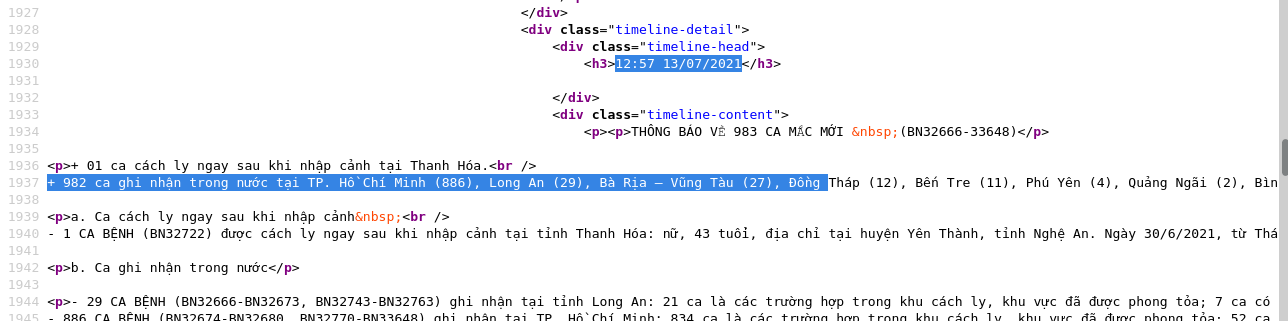 1927 </div>
1928 <div class="timeline-detail">
1929 <div class="timeline-head">
1930 <h3>12:57 13/07/2021</h3>
1931
1932 </div>
1933 <div class="timeline-content">
1934 <p><p>THÔNG BÁO VỀ 983 CA MẮC MỚI &nbsp;(BN32666-33648)</p>
1935
1936 <p>+ 01 ca cách ly ngay sau khi nhập cảnh tại Thanh Hóa.<br />
1937 + 982 ca ghi nhận trong nước tại TP. Hồ Chí Minh (886), Long An (29), Bà Rịa – Vũng Tàu (27), Đồng Tháp (12), Bến Tre (11), Phú Yên (4), Quảng Ngãi (2), Bìn
1938
1939 <p>a. Ca cách ly ngay sau khi nhập cảnh&nbsp;<br />
1940 - 1 CA BỆNH (BN32722) được cách ly ngay sau khi nhập cảnh tại tỉnh Thanh Hóa: nữ, 43 tuổi, địa chỉ tại huyện Yên Thành, tỉnh Nghệ An. Ngày 30/6/2021, từ Thá
1941
1942 <p>b. Ca ghi nhận trong nước</p>
1943
1944 <p>- 29 CA BỆNH (BN32666-BN32673, BN32743-BN32763) ghi nhận tại tỉnh Long An: 21 ca là các trường hợp trong khu cách ly, khu vực đã được phong tỏa; 7 ca có
1945 - 886 CA BỆNH (BN32674-BN32680, BN32770-BN33648) ghi nhận tại TP. Hồ Chí Minh: 834 ca là các trường hợp trong khu cách ly, khu vực đã được phong tỏa; 52 ca